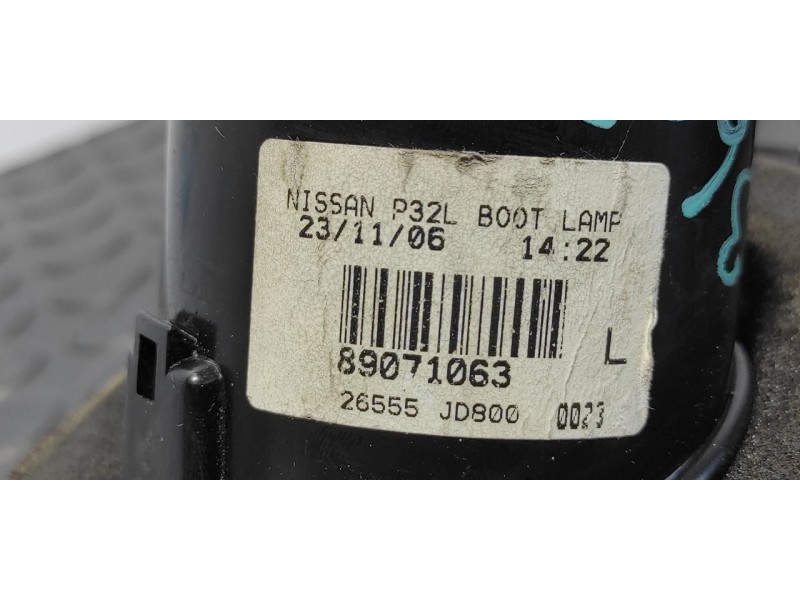 NISSAN P32L BOOT LAMP
23/11/06 14:22
L
89071063
26555 JD800 0023